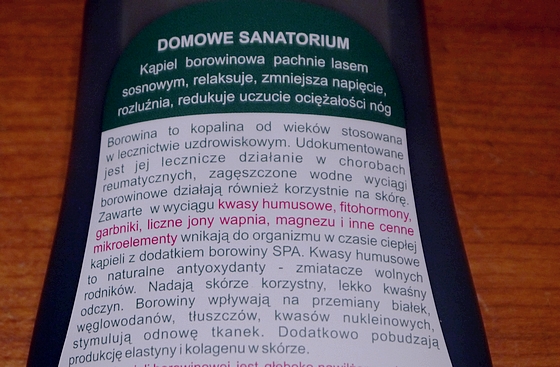 DOMOWE SANATORIUM
Kąpiel borowinowa pachnie lasem
sosnowym, relaksuje, zmniejsza napięcie,
rozluźnia, redukuje uczucie ociężałości nóg
Borowina to kopalina od wieków stosowana
w lecznictwie uzdrowiskowym. Udokumentowane
jest jej lecznicze działanie w chorobach
reumatycznych, zagęszczone wodne wyciągi
borowinowe działają również korzystnie na skórę.
Zawarte w wyciągu kwasy humusowe, fitohormony,
garbniki, liczne jony wapnia, magnezu i inne cenne
mikroelementy wnikają do organizmu w czasie ciepłej
kąpieli z dodatkiem borowiny SPA. Kwasy humusowe
to naturalne antyoxydanty - zmiatacze wolnych
rodników. Nadają skórze korzystny, lekko kwaśny
odczyn. Borowiny wpływają na przemiany białek,
węglowodanów, tłuszczów, kwasów nukleinowych,
stymulują odnowę tkanek. Dodatkowo pobudzają
produkcję elastyny i kolagenu w skórze.
borowinowej jest głęboko